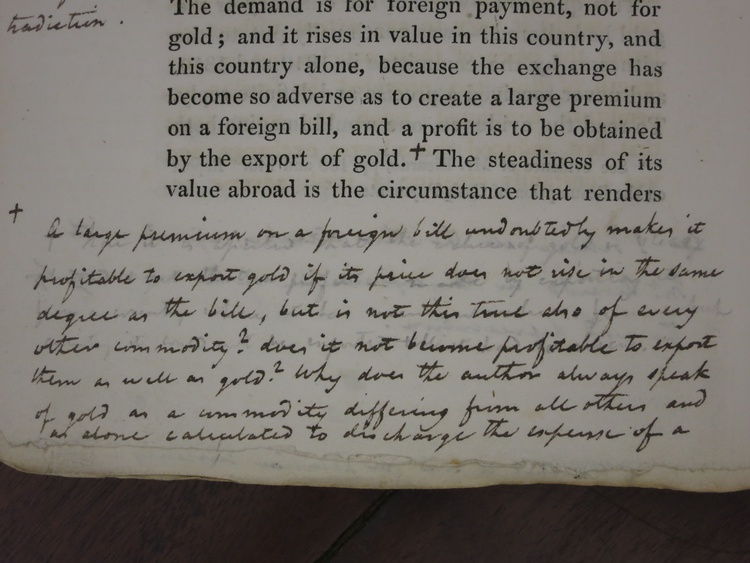 tradiction.
The demand is for foreign payment, not for
gold; and it rises in value in this country, and
this country alone, because the exchange has
become so adverse as to create a large premium
on a foreign bill, and a profit is to be obtained
by the export of gold.+ The steadiness of its
value abroad is the circumstance that renders
+
A large premium on a foreign bill undoubtedly makes it
profitable to export gold if its price does not rise in the same
degree as the bill, but is not this true also of every
other commodity? does it not become profitable to export
them as well as gold? Why does the author always speak
of gold as a commodity differing from all others and
as alone calculated to discharge the expense of a